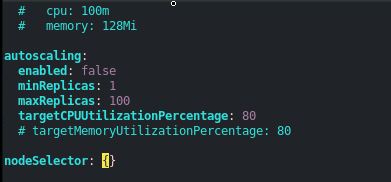 #   cpu: 100m
#   memory: 128Mi
autoscaling:
  enabled: false
  minReplicas: 1
  maxReplicas: 100
  targetCPUUtilizationPercentage: 80
  # targetMemoryUtilizationPercentage: 80
nodeSelector: {}